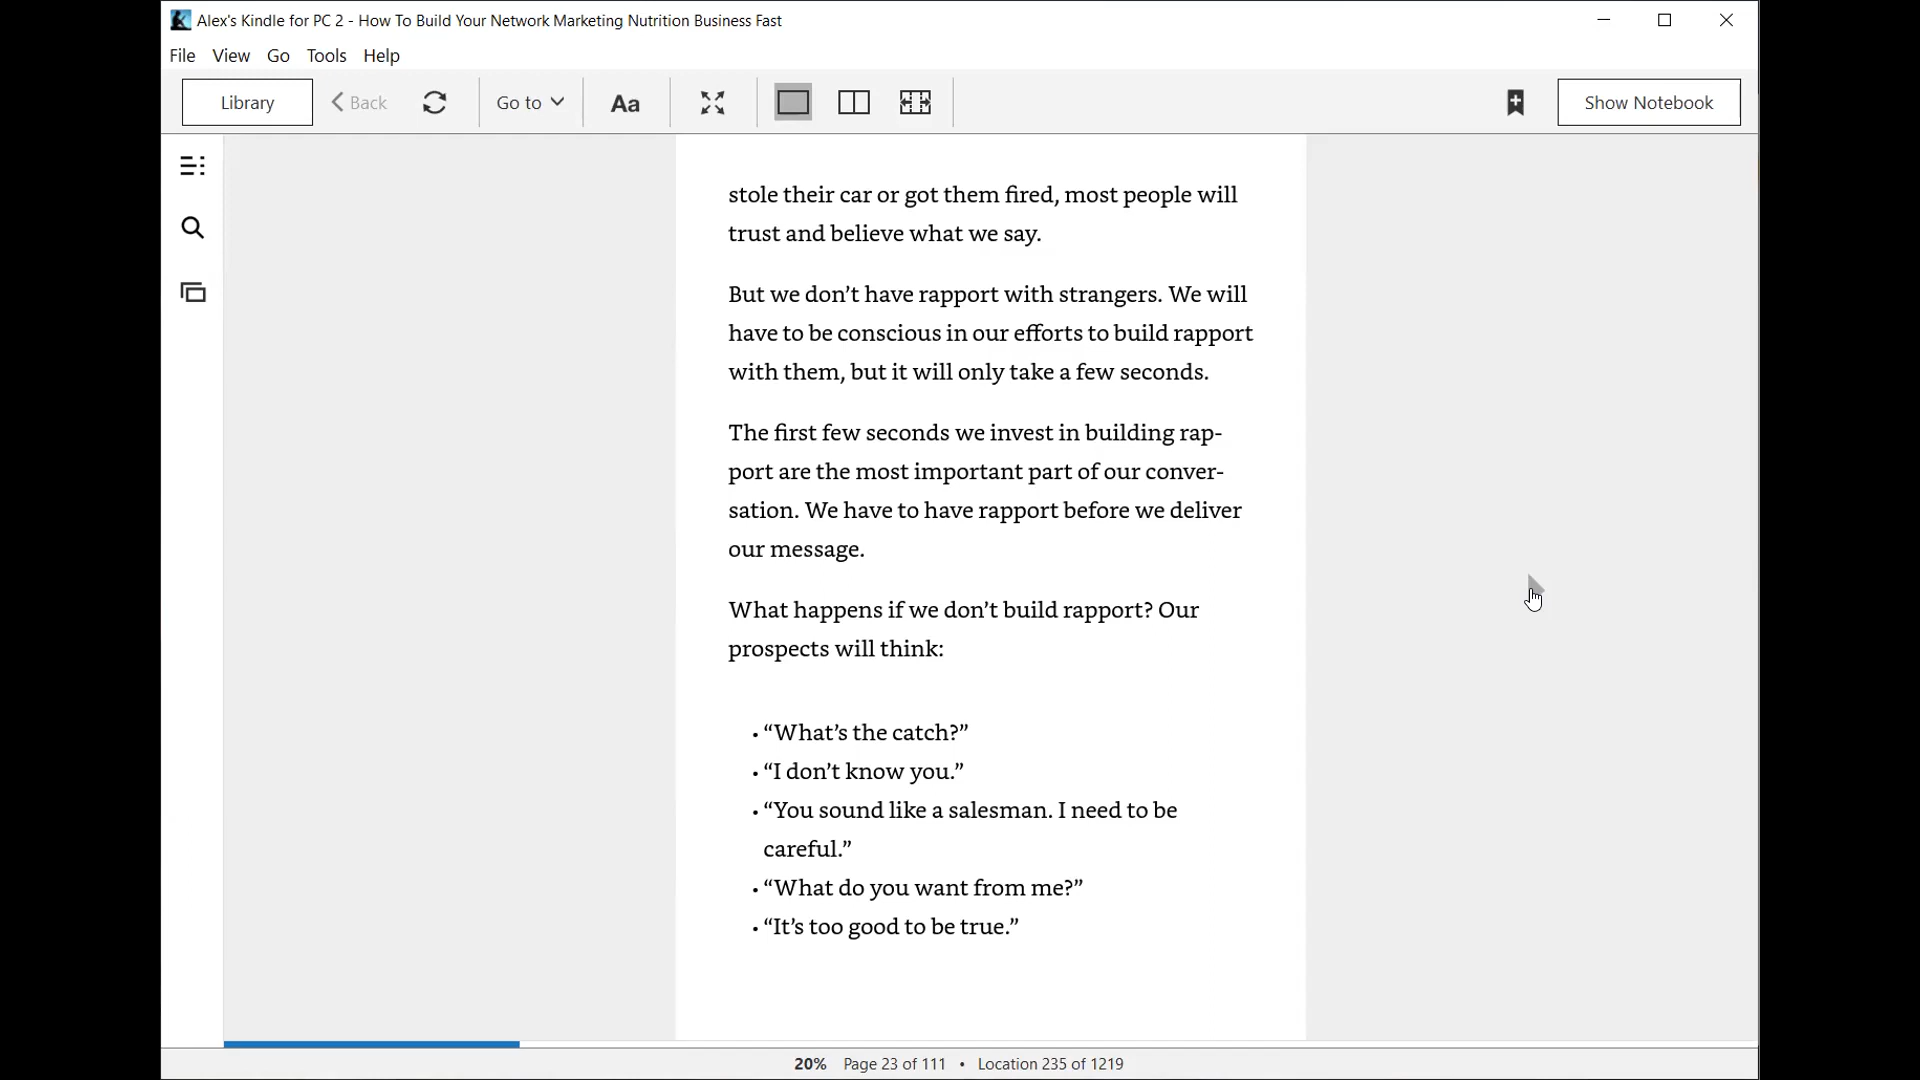 Alex's Kindle for PC 2 - How To Build Your Network Marketing Nutrition Business Fast
File View Go Tools Help
Library Back Go to Aa Show Notebook
stole their car or got them fired, most people will
trust and believe what we say.
But we don’t have rapport with strangers. We will
have to be conscious in our efforts to build rapport
with them, but it will only take a few seconds.
The first few seconds we invest in building rap-
port are the most important part of our conver-
sation. We have to have rapport before we deliver
our message.
What happens if we don’t build rapport? Our
prospects will think:
• “What’s the catch?”
• “I don’t know you.”
• “You sound like a salesman. I need to be
careful.”
• “What do you want from me?”
• “It’s too good to be true.”
20% Page 23 of 111 • Location 235 of 1219